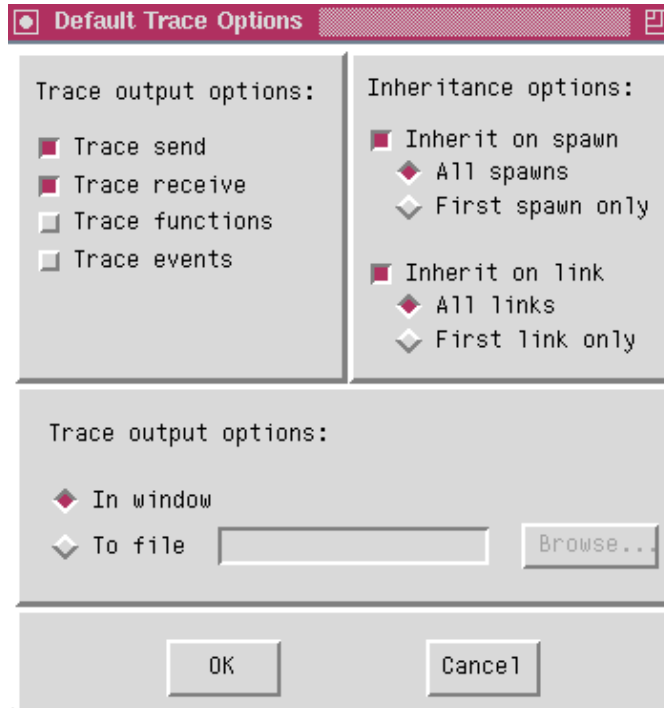 Default Trace Options
Trace output options:
Trace send
Trace receive
Trace functions
Trace events
Inheritance options:
Inherit on spawn
All spawns
First spawn only
Inherit on link
All links
First link only
Trace output options:
In window
To file
Browse...
OK
Cancel